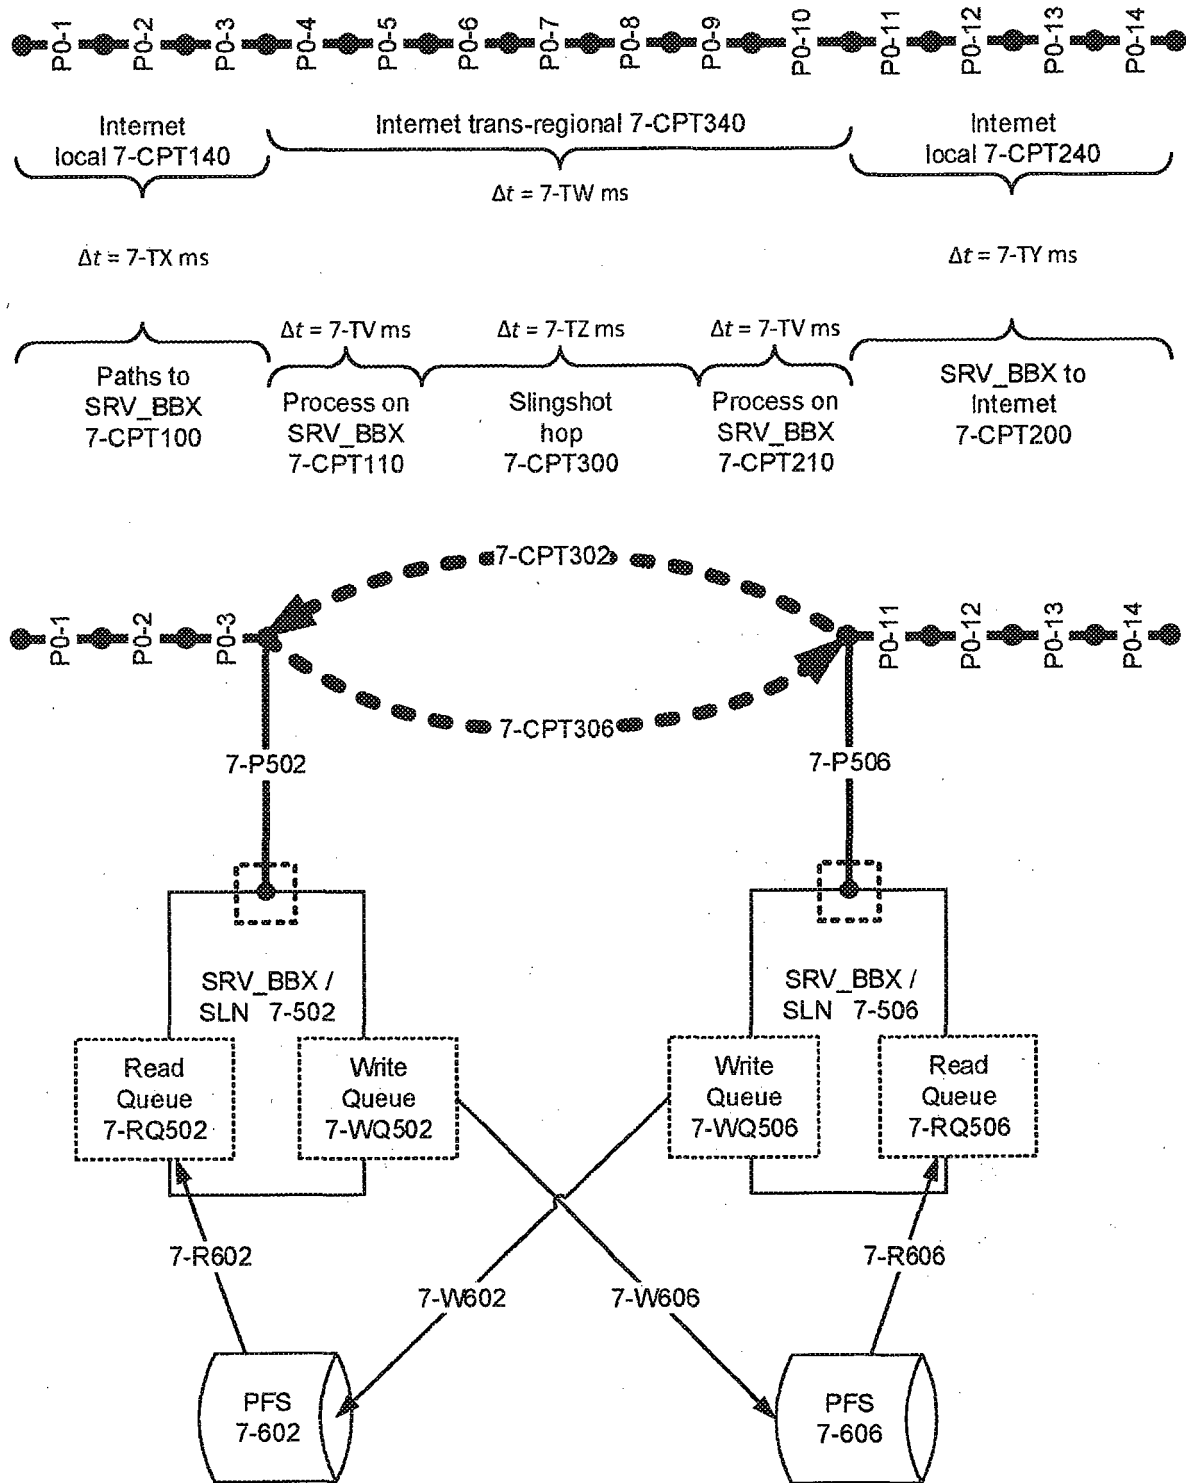 P0-1
P0-2
P0-3
P0-4
P0-5
P0-6
P0-7
P0-8
P0-9
P0-10
P0-11
P0-12
P0-13
P0-14
Internet
local 7-CPT140
Internet trans-regional 7-CPT340
Internet
local 7-CPT240
Δt = 7-TW ms
Δt = 7-TX ms
Δt = 7-TY ms
Δt = 7-TV ms
Δt = 7-TZ ms
Δt = 7-TV ms
Paths to
SRV_BBX
7-CPT100
Process on
SRV_BBX
7-CPT110
Slingshot
hop
7-CPT300
Process on
SRV_BBX
7-CPT210
SRV_BBX to
Internet
7-CPT200
7-CPT302
P0-1
P0-2
P0-3
P0-11
P0-12
P0-13
P0-14
7-CPT306
7-P502
7-P506
SRV_BBX /
SLN 7-502
SRV_BBX /
SLN 7-506
Read
Queue
7-RQ502
Write
Queue
7-WQ502
Write
Queue
7-WQ506
Read
Queue
7-RQ506
7-R602
7-W602
7-W606
7-R606
PFS
7-602
PFS
7-606